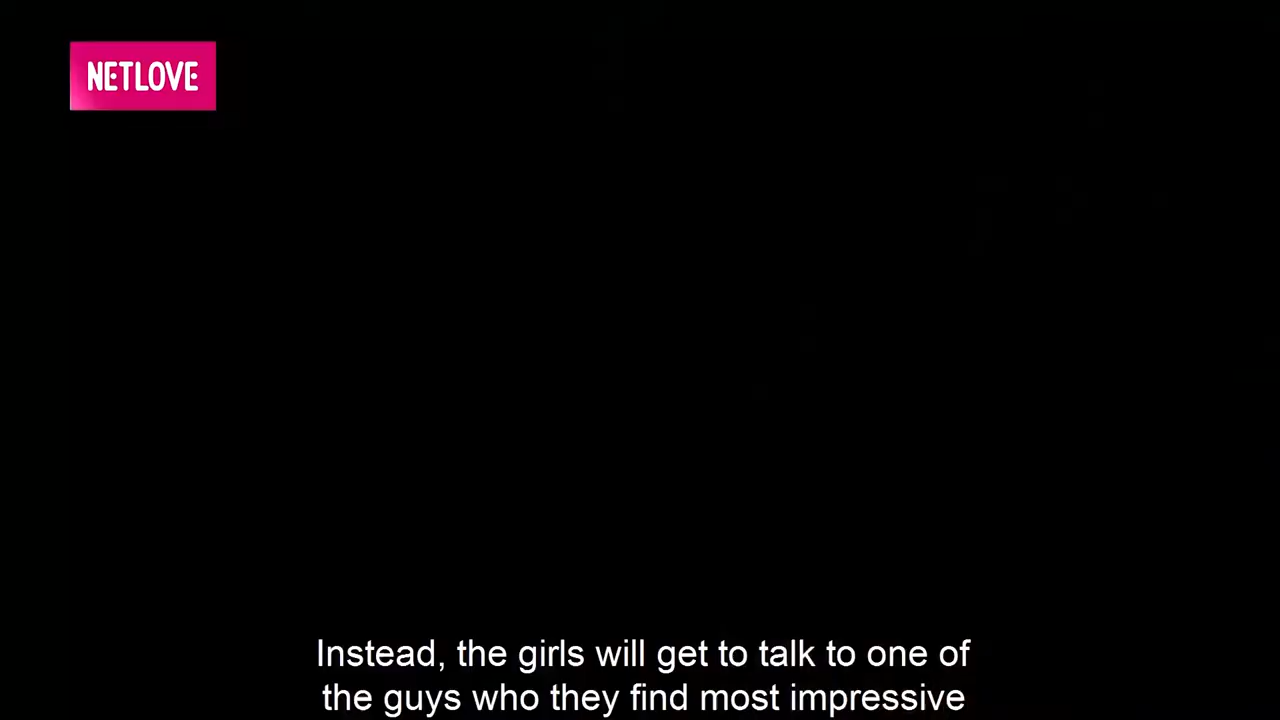 NETLOVE
Instead, the girls will get to talk to one of
the guys who they find most impressive